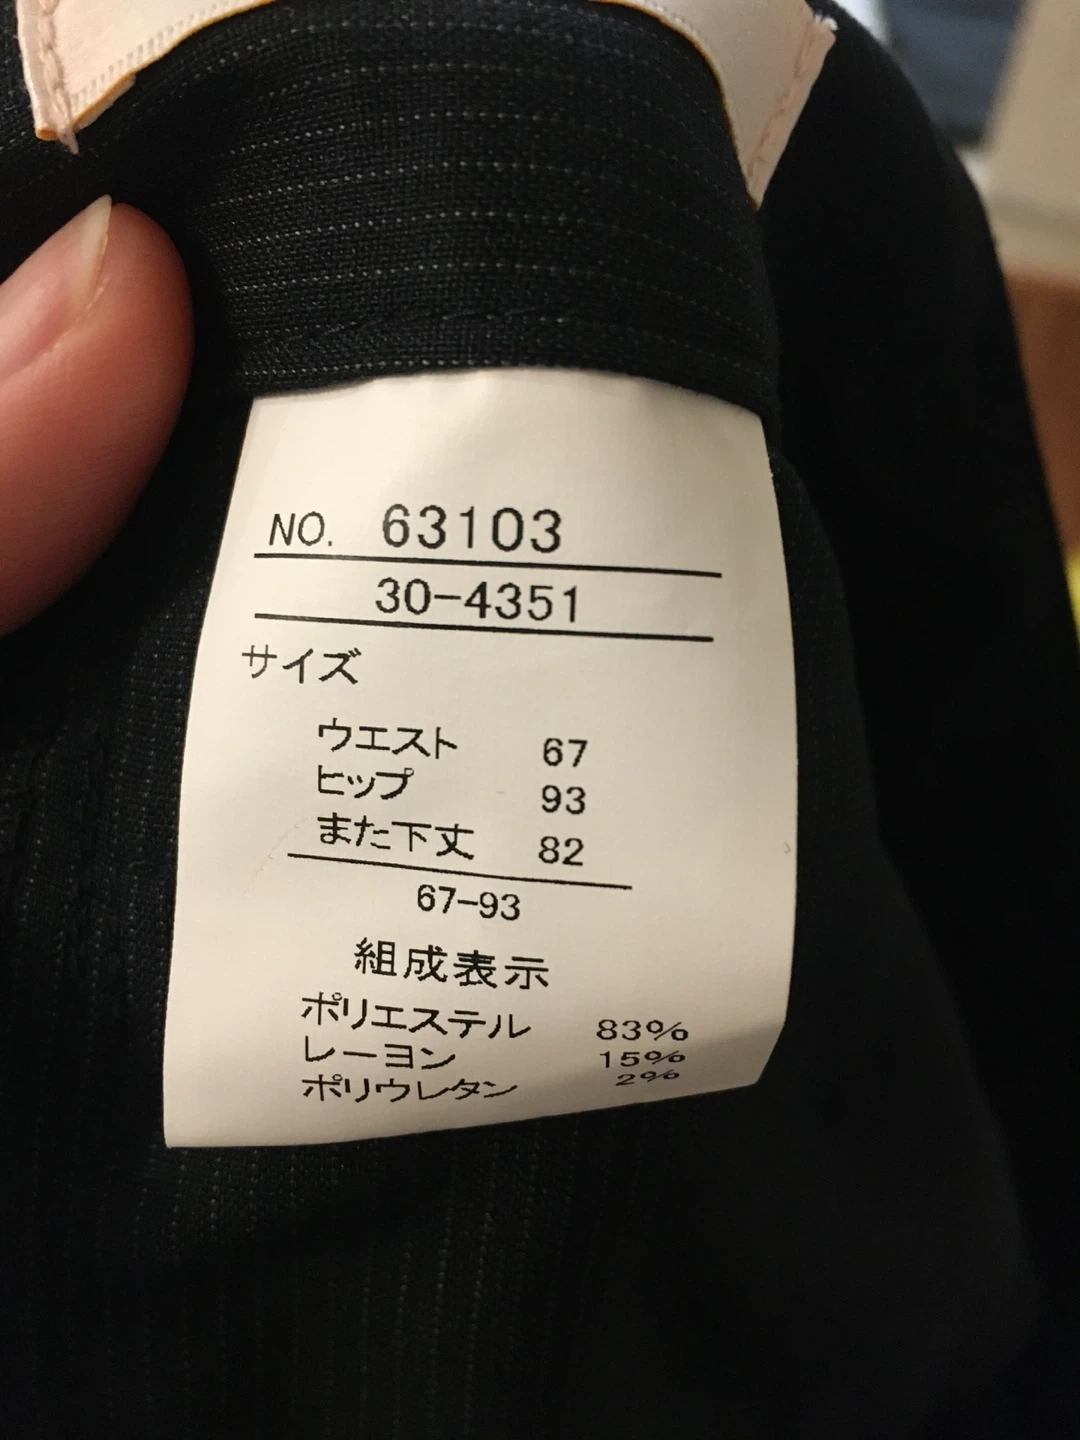 NO. 63103
30-4351
サイズ
ウエスト 67
ヒップ 93
また下丈 82
67-93
組成表示
ポリエステル 83%
レーヨン 15%
ポリウレタン 2%